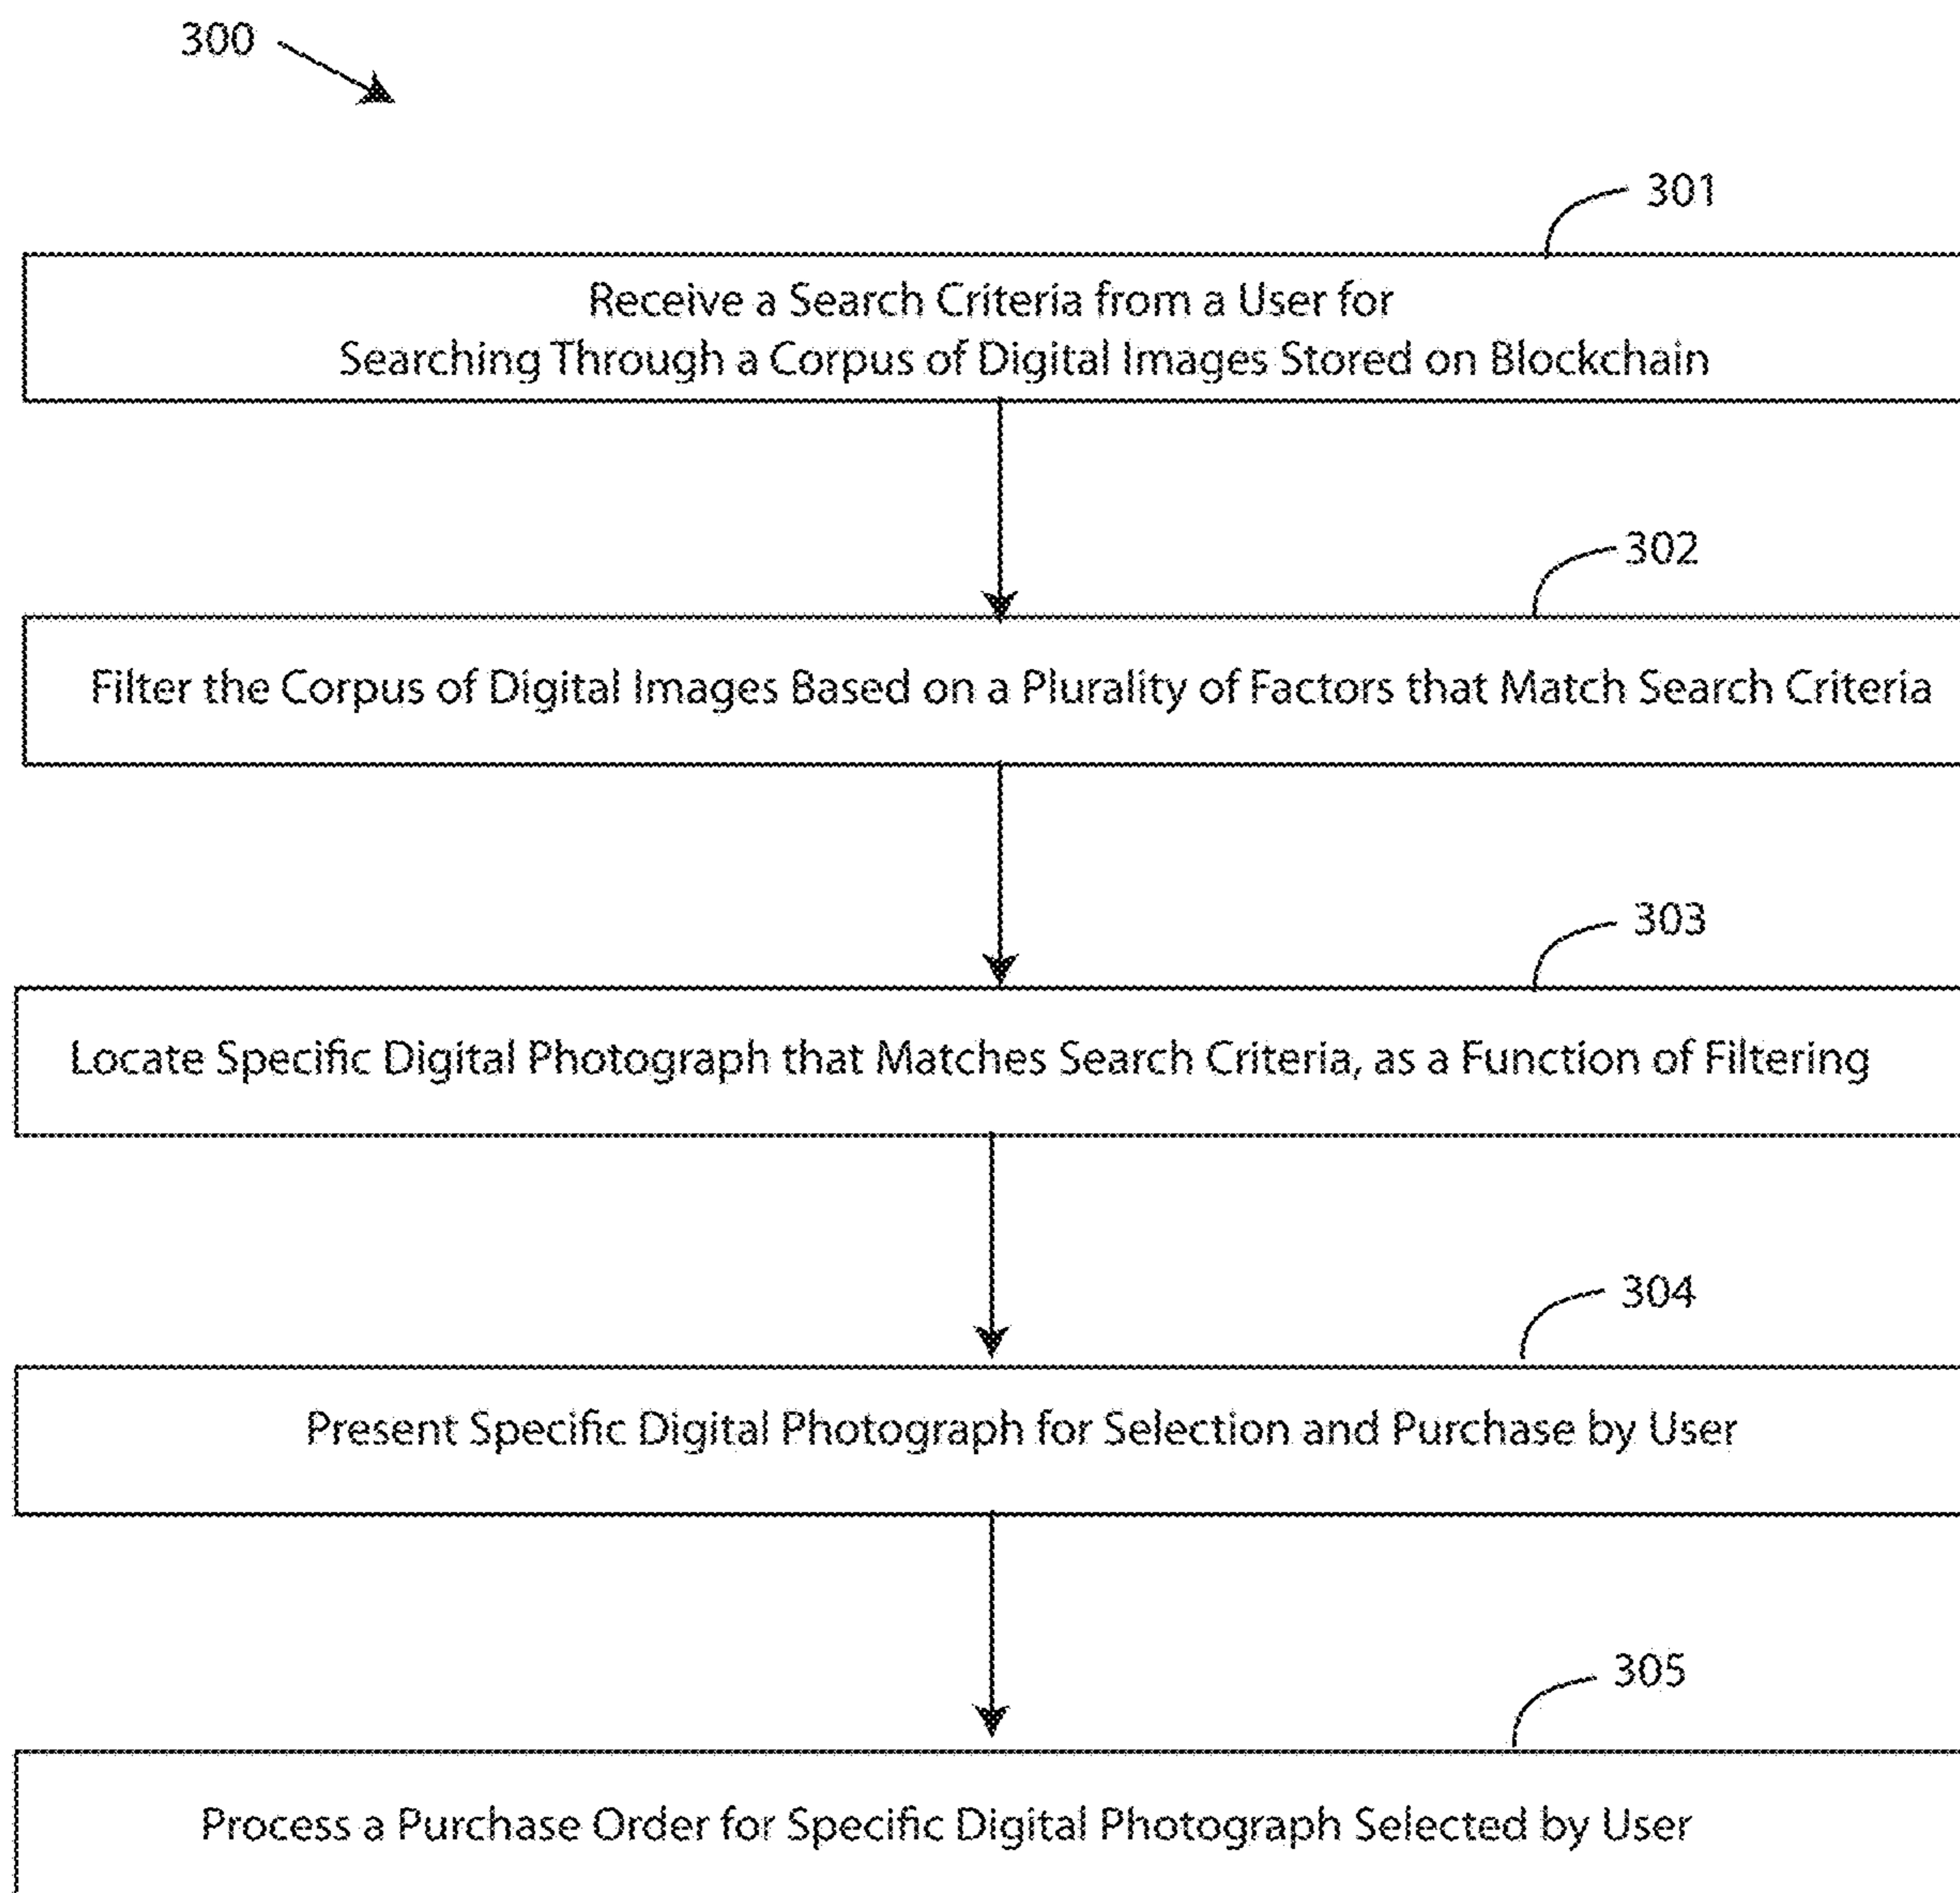 300
301
Receive a Search Criteria from a User for
Searching Through a Corpus of Digital Images Stored on Blockchain
302
Filter the Corpus of Digital Images Based on a Plurality of Factors that Match Search Criteria
303
Locate Specific Digital Photograph that Matches Search Criteria, as a Function of Filtering
304
Present Specific Digital Photograph for Selection and Purchase by User
305
Process a Purchase Order for Specific Digital Photograph Selected by User